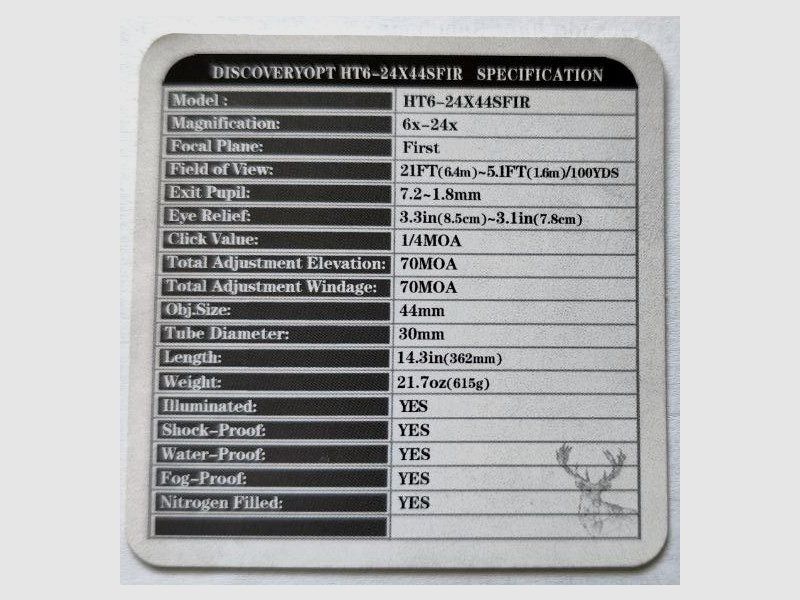 DISCOVERYOPT HT6-24X44SFIR SPECIFICATION
Model : HT6-24X44SFIR
Magnification: 6x-24x
Focal Plane: First
Field of View: 21FT(6.4m)~5.1FT(1.6m)/100YDS
Exit Pupil: 7.2~1.8mm
Eye Relief: 3.3in(8.5cm)~3.1in(7.8cm)
Click Value: 1/4MOA
Total Adjustment Elevation: 70MOA
Total Adjustment Windage: 70MOA
Obj.Size: 44mm
Tube Diameter: 30mm
Length: 14.3in(362mm)
Weight: 21.7oz(615g)
Illuminated: YES
Shock-Proof: YES
Water-Proof: YES
Fog-Proof: YES
Nitrogen Filled: YES